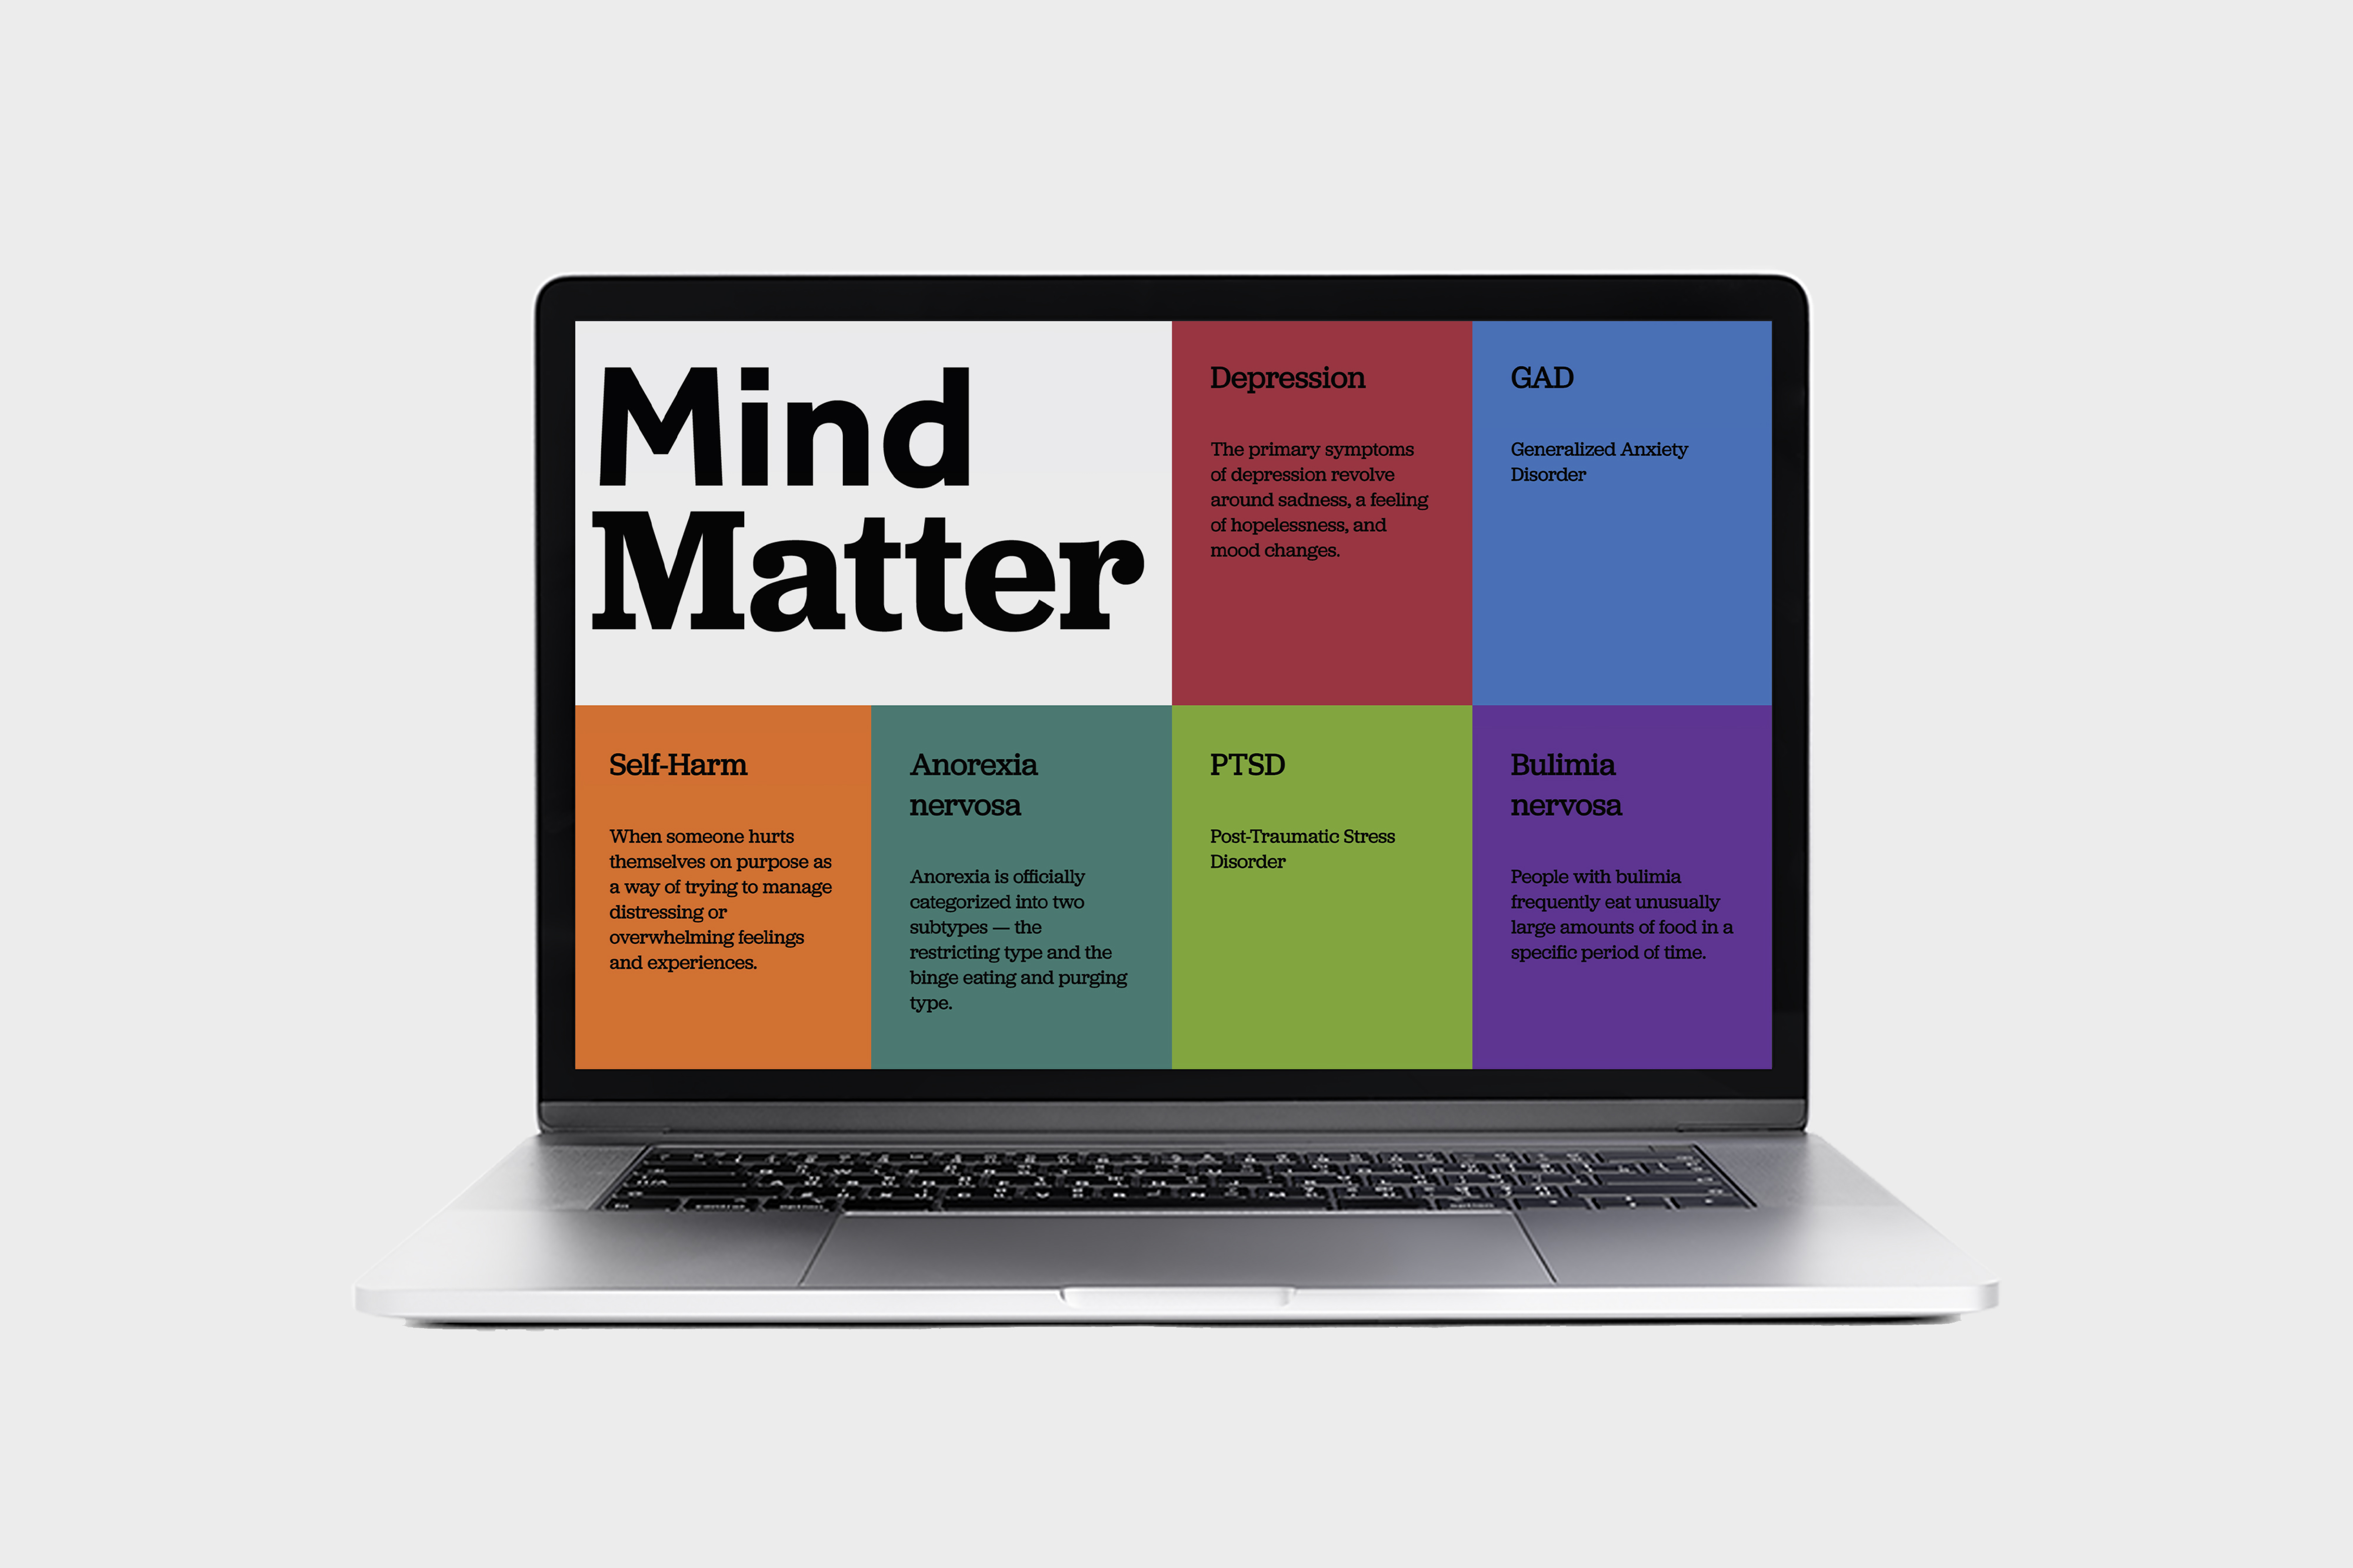 Mind
Matter
Depression
The primary symptoms
of depression revolve
around sadness, a feeling
of hopelessness, and
mood changes.
GAD
Generalized Anxiety
Disorder
Self-Harm
When someone hurts
themselves on purpose as
a way of trying to manage
distressing or
overwhelming feelings
and experiences.
Anorexia
nervosa
Anorexia is officially
categorized into two
subtypes — the
restricting type and the
binge eating and purging
type.
PTSD
Post-Traumatic Stress
Disorder
Bulimia
nervosa
People with bulimia
frequently eat unusually
large amounts of food in a
specific period of time.